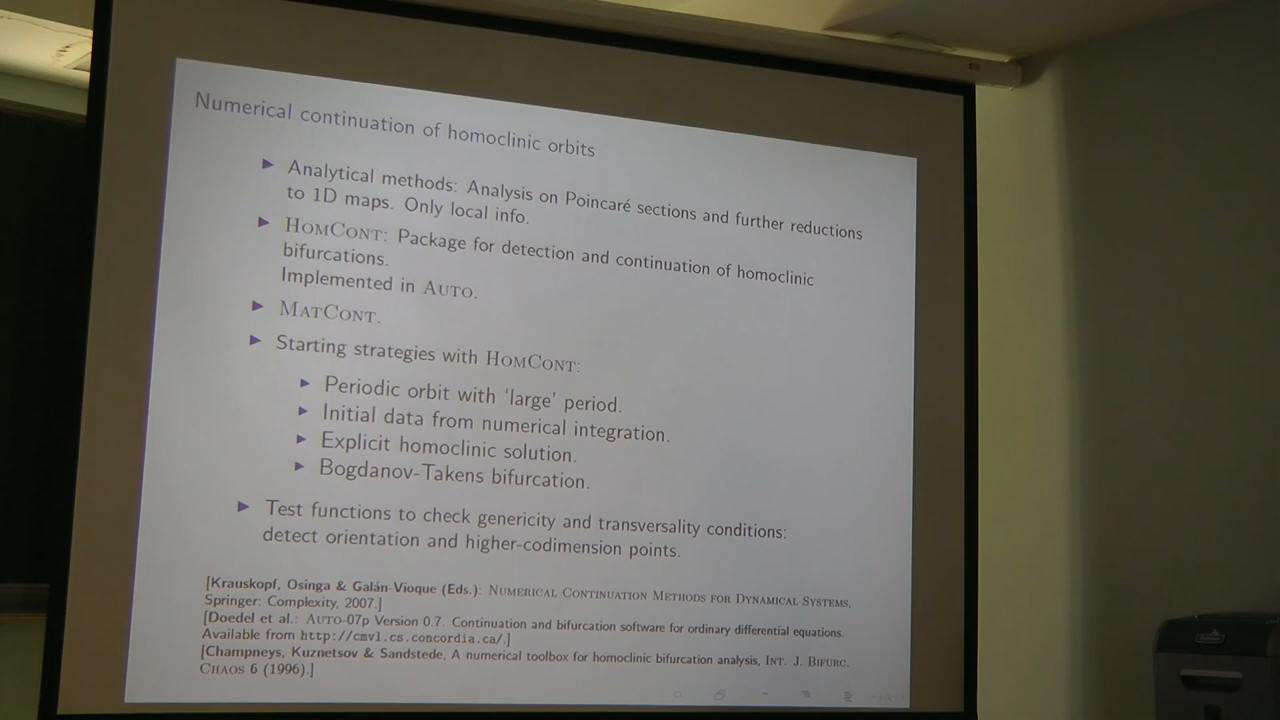 Numerical continuation of homoclinic orbits
▶ Analytical methods: Analysis on Poincaré sections and further reductions
to 1D maps. Only local info.
▶ HOMCONT: Package for detection and continuation of homoclinic
bifurcations.
Implemented in AUTO.
▶ MATCONT.
▶ Starting strategies with HOMCONT:
▶ Periodic orbit with ‘large’ period.
▶ Initial data from numerical integration.
▶ Explicit homoclinic solution.
▶ Bogdanov-Takens bifurcation.
▶ Test functions to check genericity and transversality conditions:
detect orientation and higher-codimension points.
[Krauskopf, Osinga & Galán-Vioque (Eds.): NUMERICAL CONTINUATION METHODS FOR DYNAMICAL SYSTEMS,
Springer: Complexity, 2007.]
[Doedel et al.: AUTO-07p Version 0.7. Continuation and bifurcation software for ordinary differential equations.
Available from http://cmvl.cs.concordia.ca/.]
[Champneys, Kuznetsov & Sandstede, A numerical toolbox for homoclinic bifurcation analysis, INT. J. BIFURC.
CHAOS 6 (1996).]